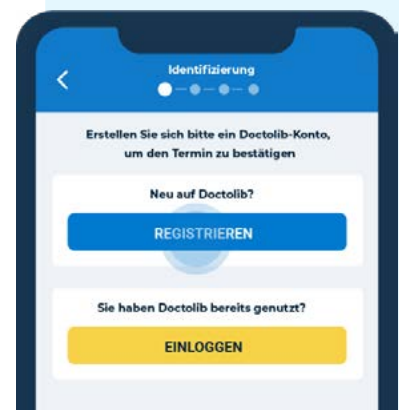 Identifizierung
Erstellen Sie sich bitte ein Doctolib-Konto,
um den Termin zu bestätigen
Neu auf Doctolib?
REGISTRIEREN
Sie haben Doctolib bereits genutzt?
EINLOGGEN